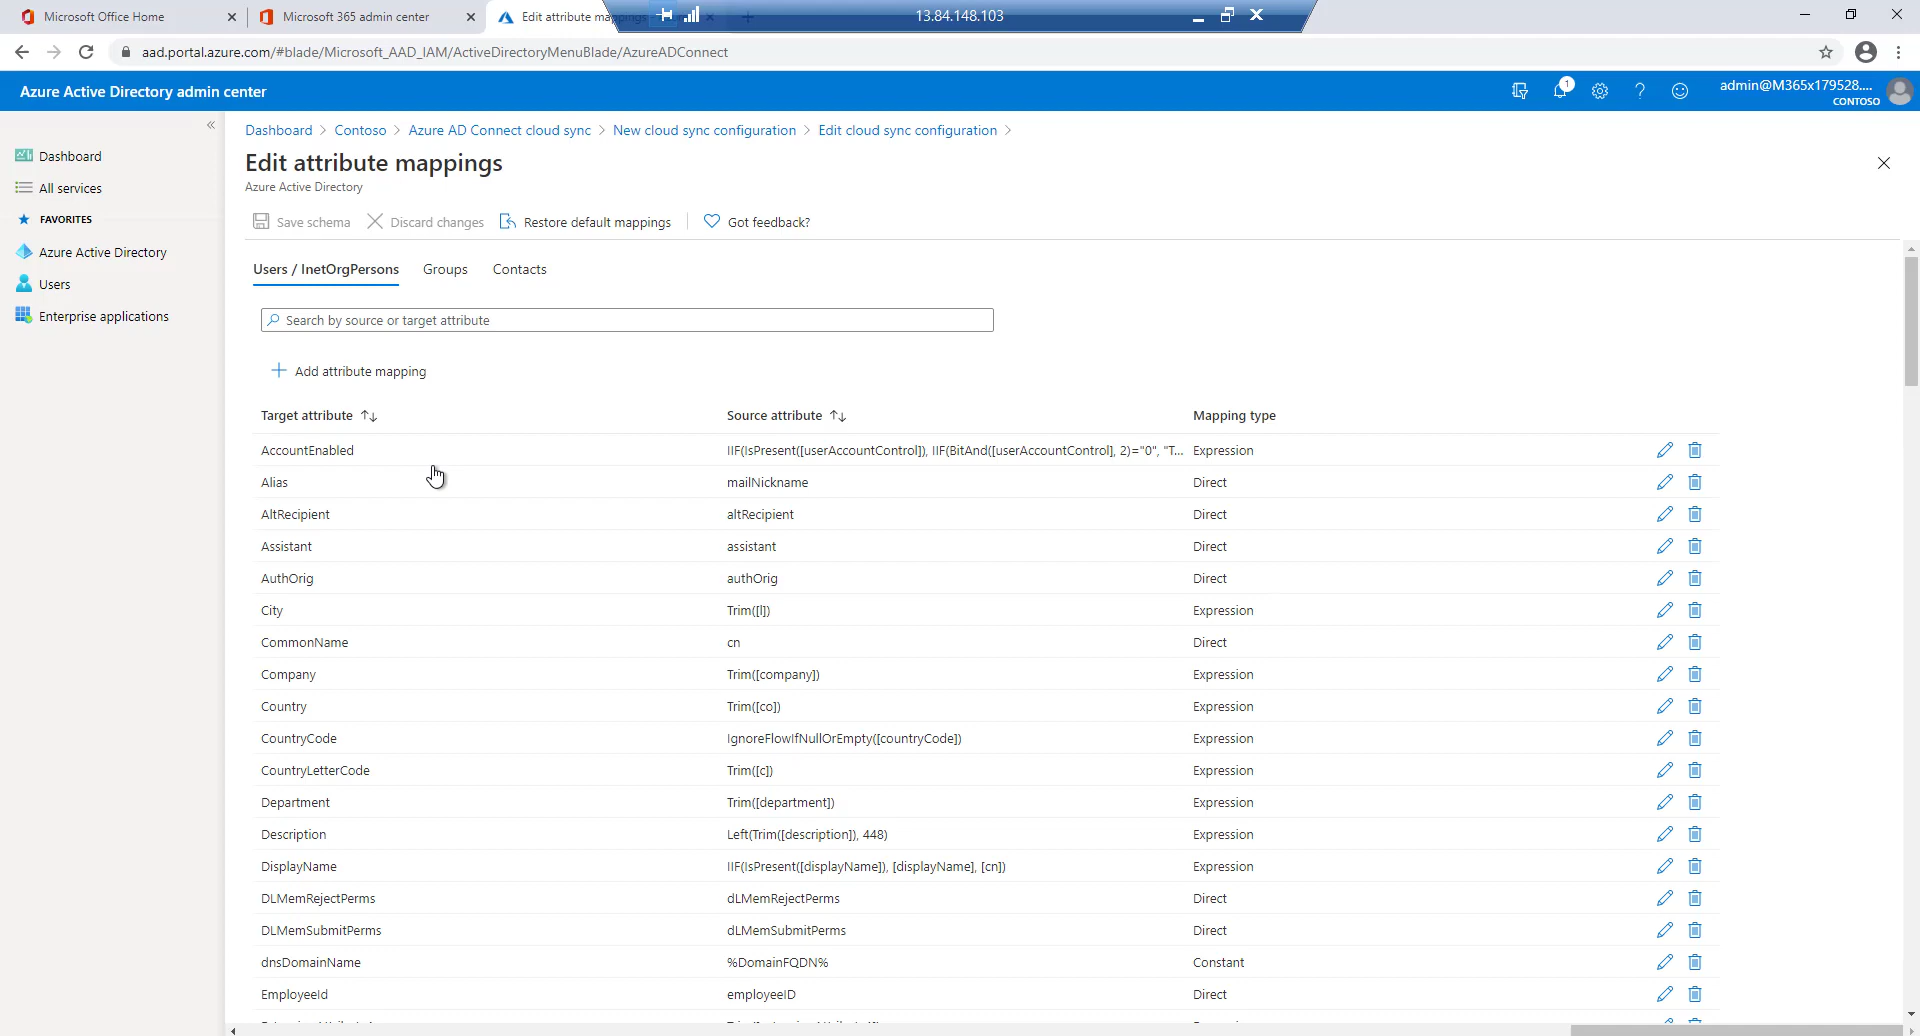 Microsoft Office Home
Microsoft 365 admin center
Edit attribute mappings
13.84.148.103
aad.portal.azure.com/#blade/Microsoft_AAD_IAM/ActiveDirectoryMenuBlade/AzureADConnect
Azure Active Directory admin center
1
admin@M365x179528....
CONTOSO
Dashboard
All services
FAVORITES
Azure Active Directory
Users
Enterprise applications
Dashboard > Contoso > Azure AD Connect cloud sync > New cloud sync configuration > Edit cloud sync configuration >
Edit attribute mappings
Azure Active Directory
Save schema Discard changes Restore default mappings Got feedback?
Users / InetOrgPersons Groups Contacts
Search by source or target attribute
Add attribute mapping
Target attribute Source attribute Mapping type
AccountEnabled IIF(IsPresent([userAccountControl]), IIF(BitAnd([userAccountControl], 2)="0", "T... Expression
Alias mailNickname Direct
AltRecipient altRecipient Direct
Assistant assistant Direct
AuthOrig authOrig Direct
City Trim([l]) Expression
CommonName cn Direct
Company Trim([company]) Expression
Country Trim([co]) Expression
CountryCode IgnoreFlowIfNullOrEmpty([countryCode]) Expression
CountryLetterCode Trim([c]) Expression
Department Trim([department]) Expression
Description Left(Trim([description]), 448) Expression
DisplayName IIF(IsPresent([displayName]), [displayName], [cn]) Expression
DLMemRejectPerms dLMemRejectPerms Direct
DLMemSubmitPerms dLMemSubmitPerms Direct
dnsDomainName %DomainFQDN% Constant
EmployeeId employeeID Direct